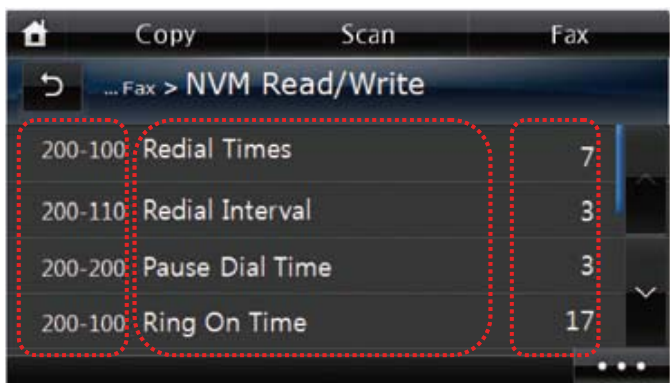 Copy Scan Fax
... Fax > NVM Read/Write
200-100 Redial Times 7
200-110 Redial Interval 3
200-200 Pause Dial Time 3
200-100 Ring On Time 17